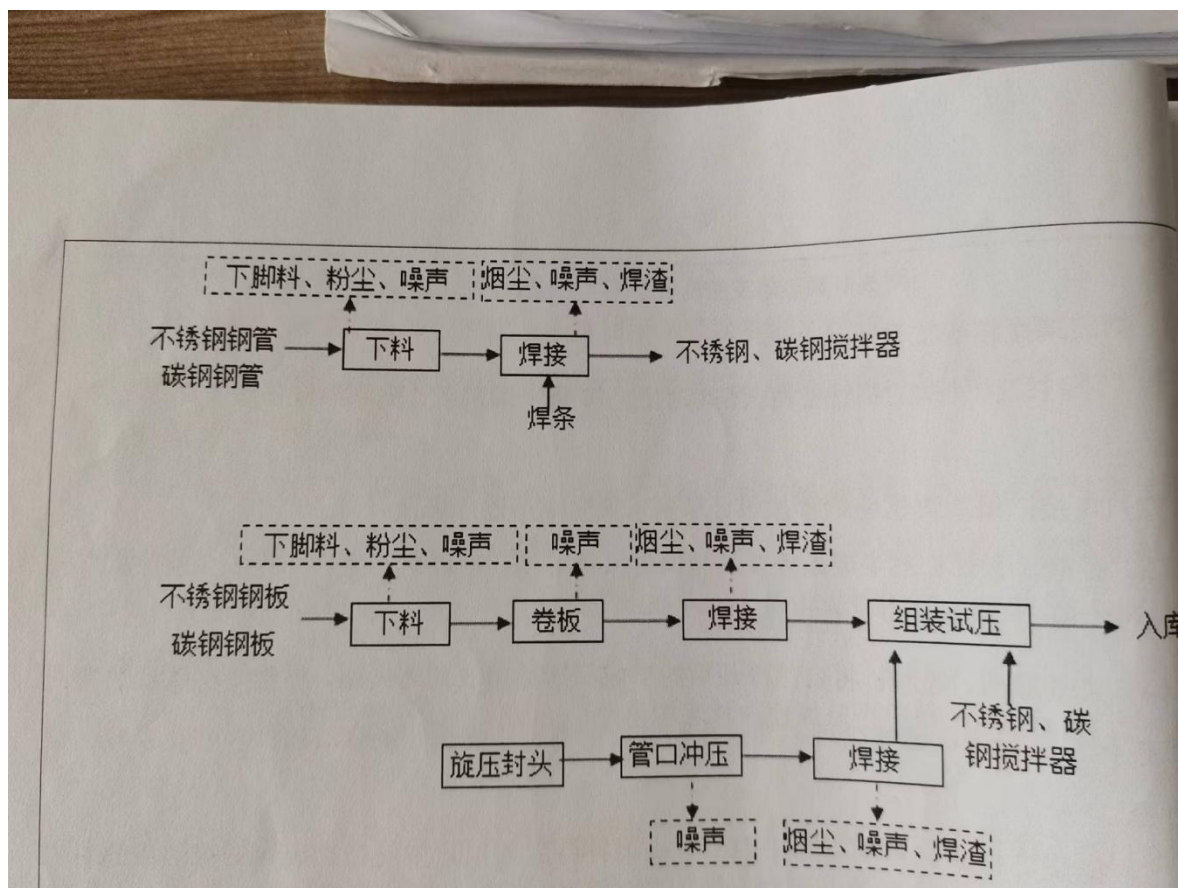 下脚料、粉尘、噪声
烟尘、噪声、焊渣
不锈钢钢管
碳钢钢管
下料
焊接
不锈钢、碳钢搅拌器
焊条
下脚料、粉尘、噪声
噪声
烟尘、噪声、焊渣
不锈钢钢板
碳钢钢板
下料
卷板
焊接
组装试压
入库
不锈钢、碳
钢搅拌器
旋压封头
管口冲压
焊接
噪声
烟尘、噪声、焊渣